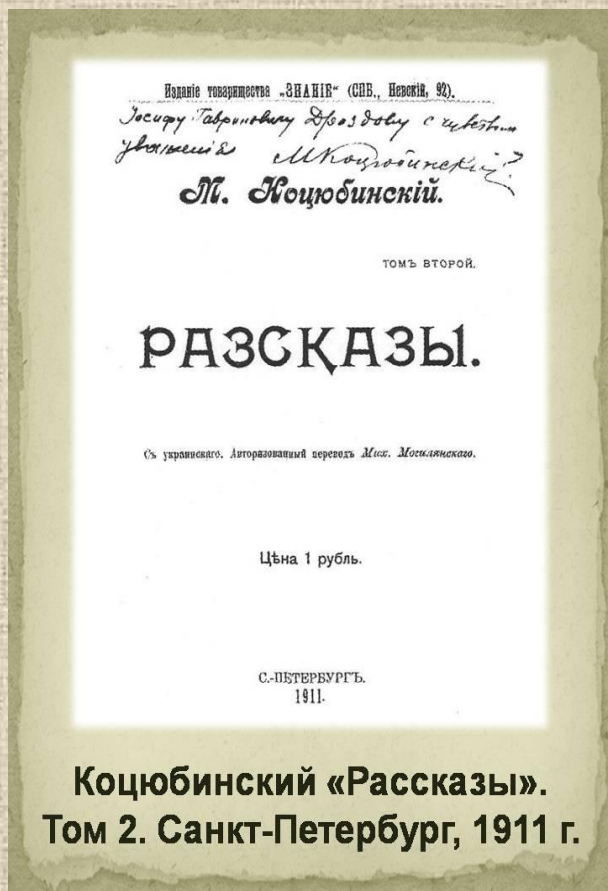 Изданіе товарищества „ЗНАНІЕ“ (СПБ., Невскій, 92).
Іосифу Гавриловичу Дроздову с чувством
уваженія МКоцюбинскій
М. Коцюбинскій.
ТОМЪ ВТОРОЙ.
РАЗСКАЗЫ.
Съ украинскаго. Авторизованный переводъ Мих. Могилянскаго.
Цѣна 1 рубль.
С.-ПЕТЕРБУРГЪ.
1911.
Коцюбинский «Рассказы».
Том 2. Санкт-Петербург, 1911 г.